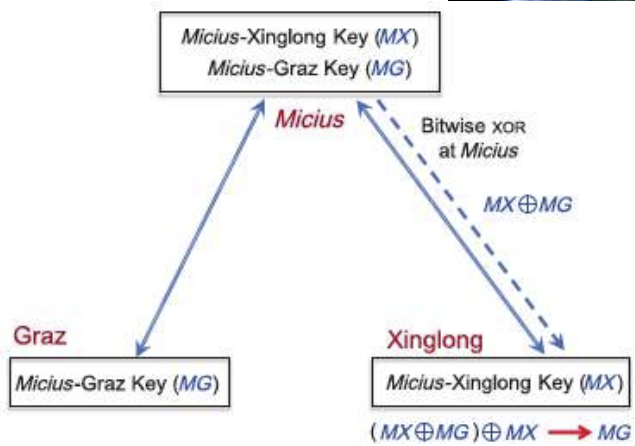 Micius-Xinglong Key (MX)
Micius-Graz Key (MG)
Micius
Bitwise XOR
at Micius
MX⊕MG
Graz
Micius-Graz Key (MG)
Xinglong
Micius-Xinglong Key (MX)
(MX⊕MG)⊕MX → MG